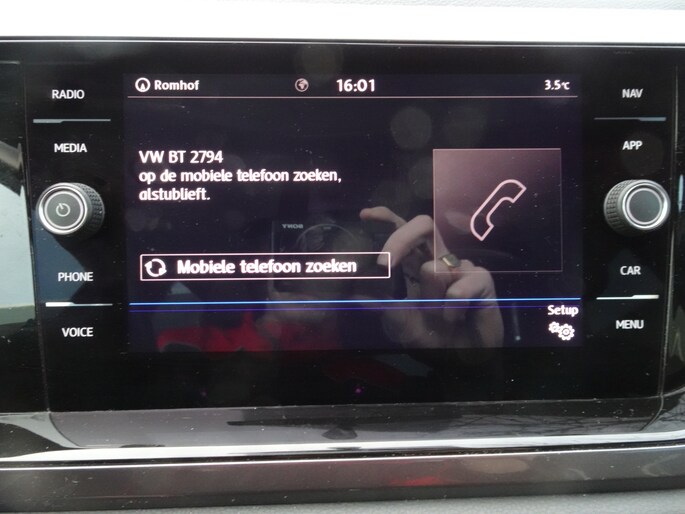 RADIO
MEDIA
PHONE
VOICE
Romhof 16:01 3.5°C
VW BT 2794
op de mobiele telefoon zoeken,
alstublieft.
Mobiele telefoon zoeken
Setup
NAV
APP
CAR
MENU
SONY